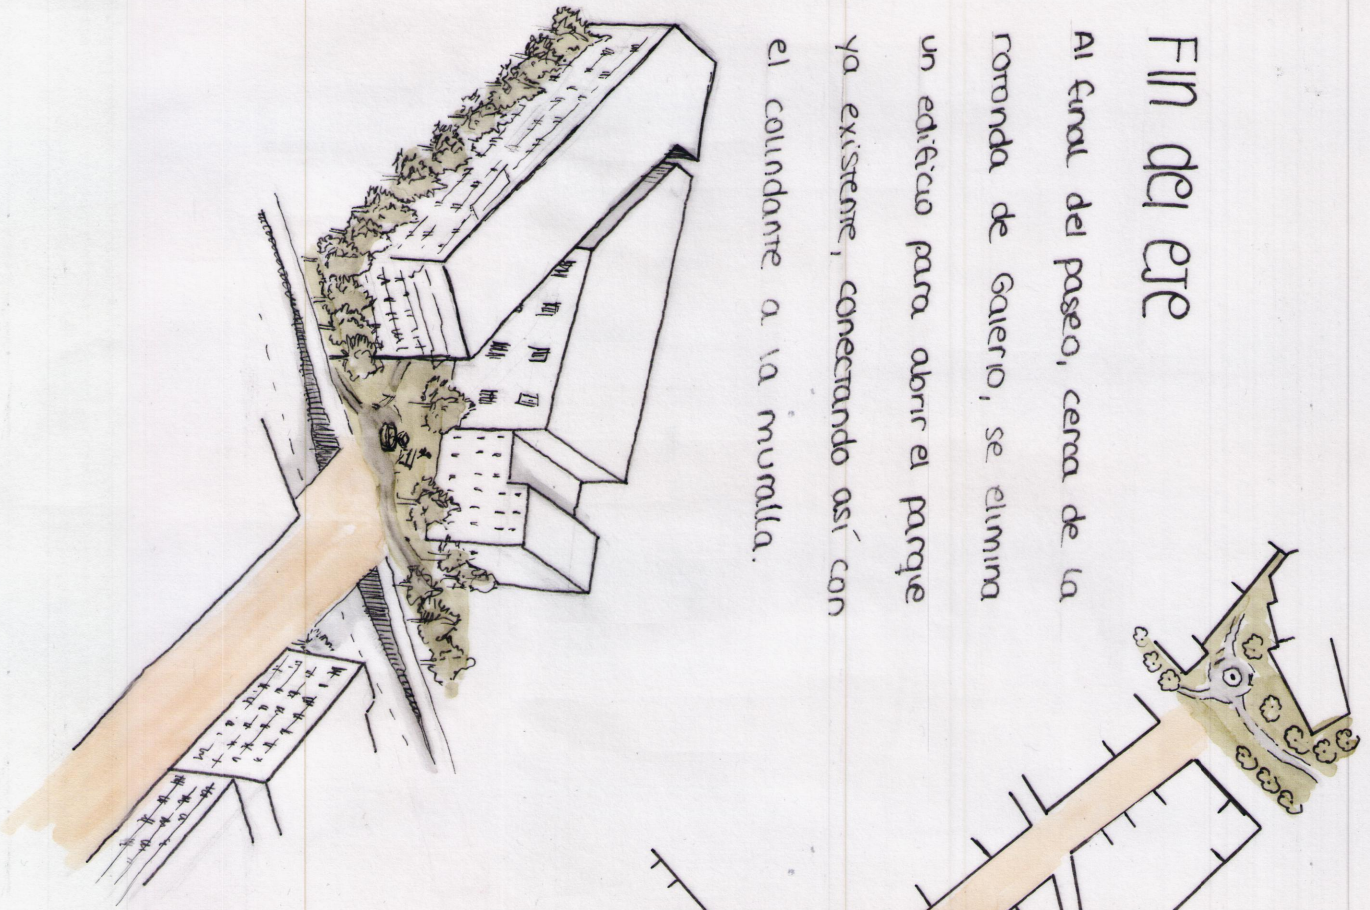 Fin del eje
Al final del paseo, cerca de la
rotonda de Galerio, se elimina
un edificio para abrir el parque
ya existente, conectando así con
el colindante a la muralla.